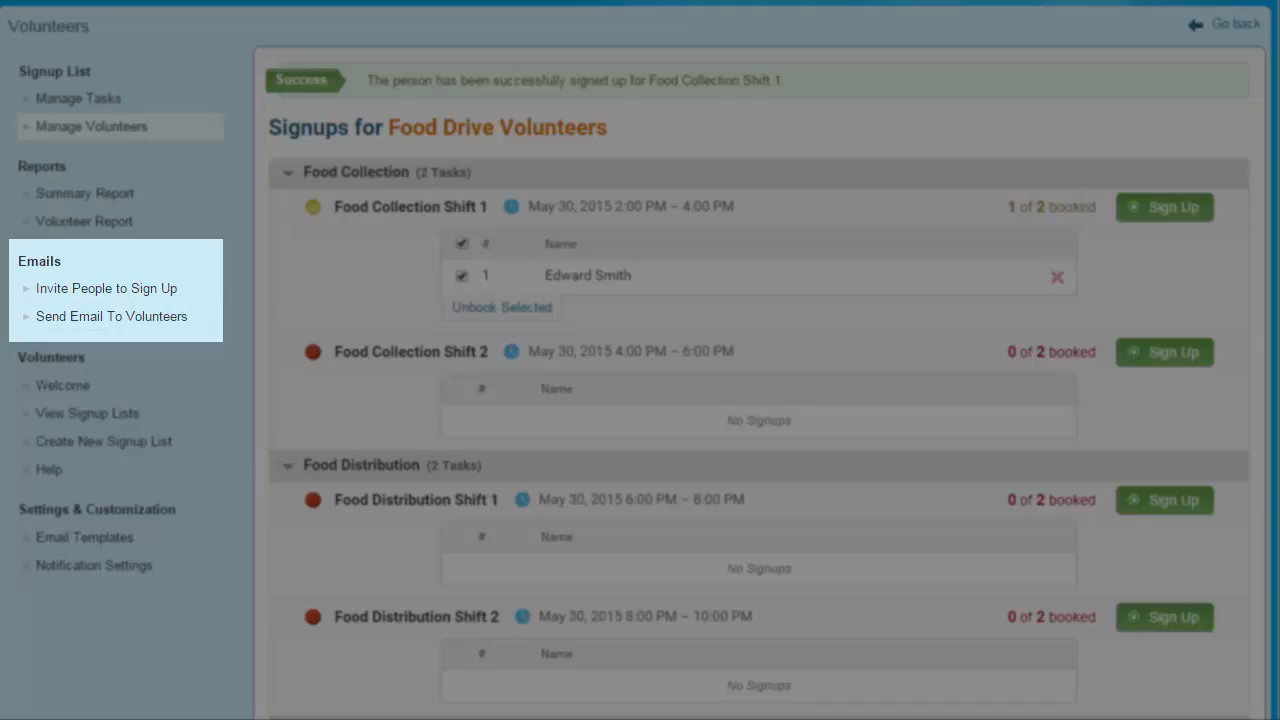 Volunteers
Go back
Signup List
Manage Tasks
Manage Volunteers
Reports
Summary Report
Volunteer Report
Emails
Invite People to Sign Up
Send Email To Volunteers
Volunteers
Welcome
View Signup Lists
Create New Signup List
Help
Settings & Customization
Email Templates
Notification Settings
Success The person has been successfully signed up for Food Collection Shift 1.
Signups for Food Drive Volunteers
Food Collection (2 Tasks)
Food Collection Shift 1 May 30, 2015 2:00 PM – 4:00 PM 1 of 2 booked Sign Up
# Name
1 Edward Smith
Unbook Selected
Food Collection Shift 2 May 30, 2015 4:00 PM – 6:00 PM 0 of 2 booked Sign Up
# Name
No Signups
Food Distribution (2 Tasks)
Food Distribution Shift 1 May 30, 2015 6:00 PM – 8:00 PM 0 of 2 booked Sign Up
# Name
No Signups
Food Distribution Shift 2 May 30, 2015 8:00 PM – 10:00 PM 0 of 2 booked Sign Up
# Name
No Signups